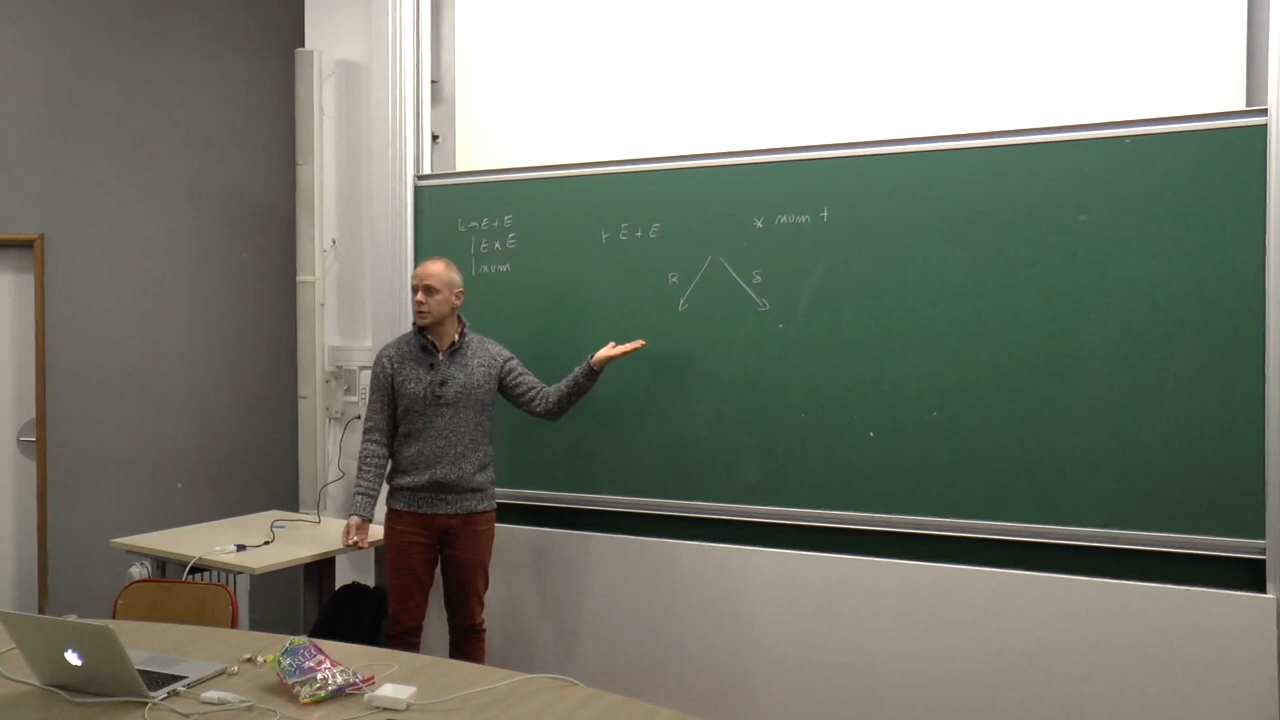 E → E + E
| E * E
| num
⊢ E + E
* num +
R
S